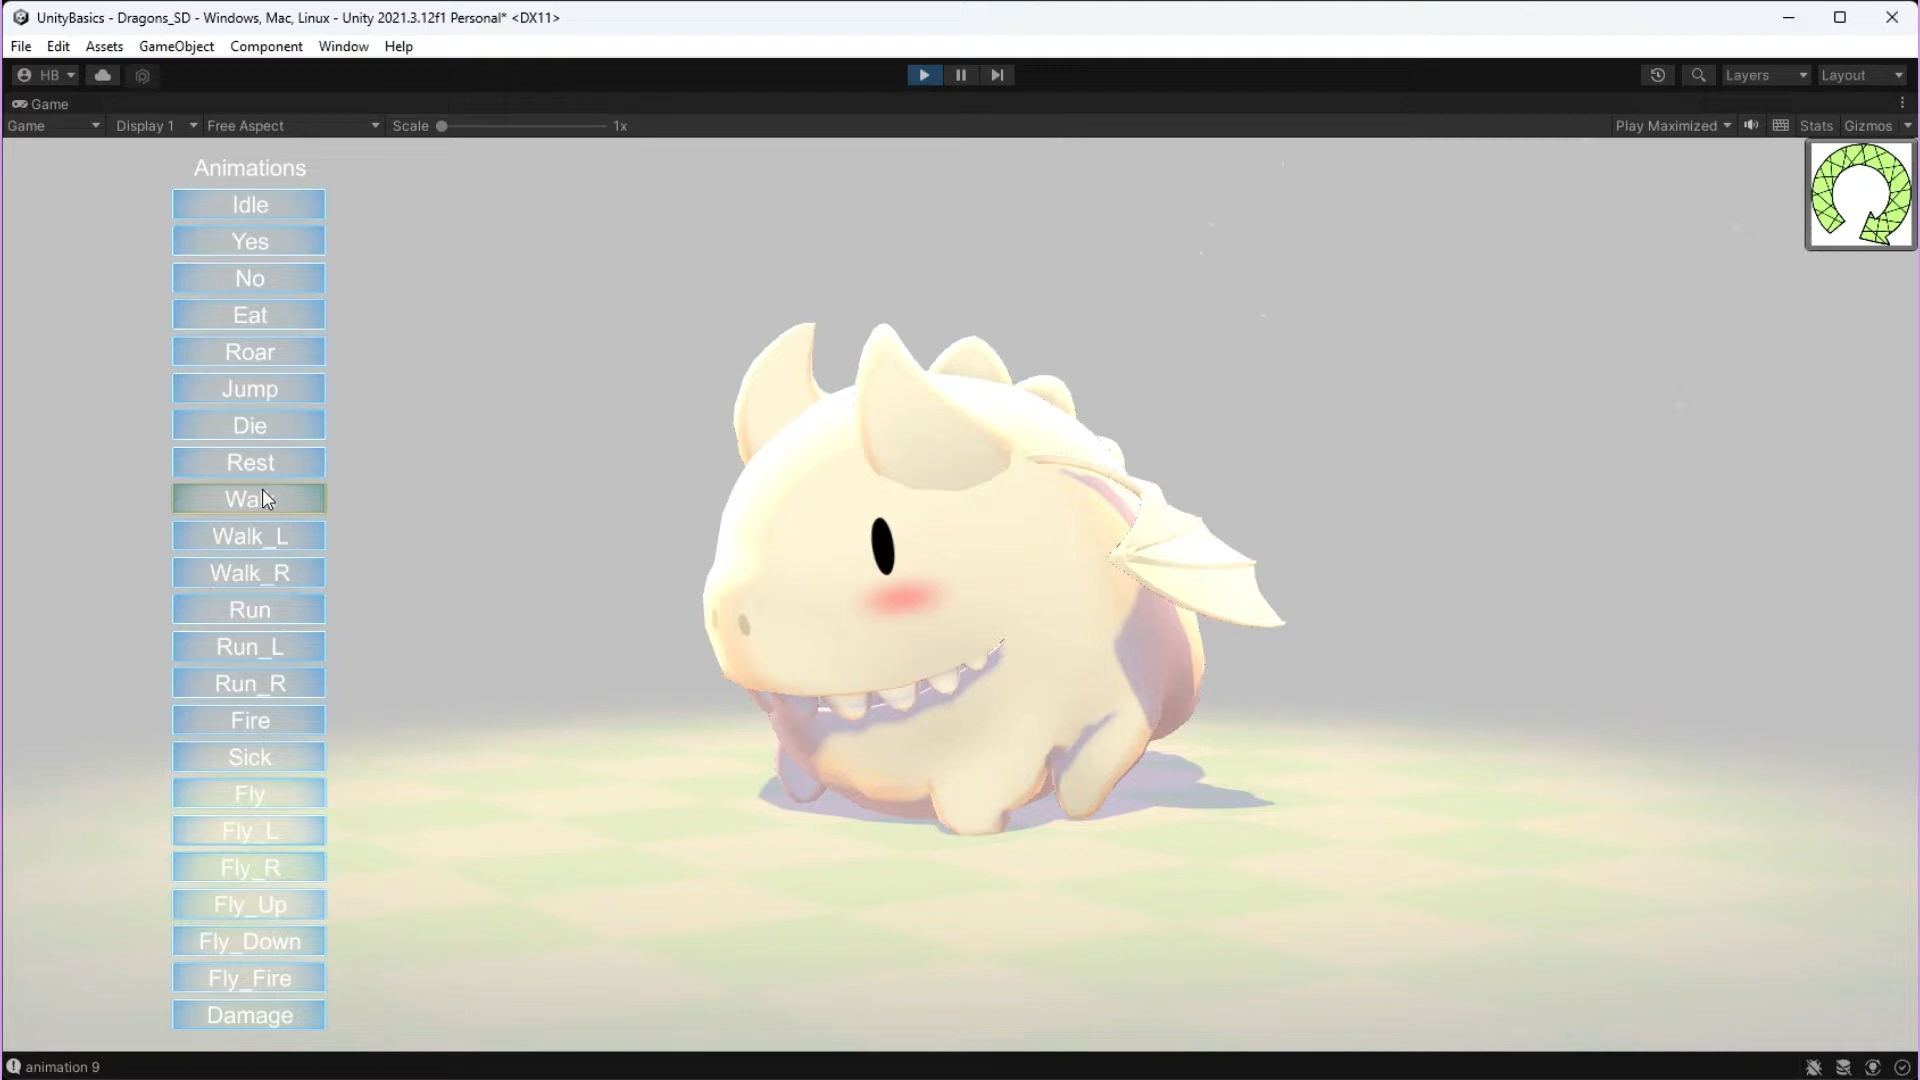 UnityBasics - Dragons_SD - Windows, Mac, Linux - Unity 2021.3.12f1 Personal* <DX11>
File Edit Assets GameObject Component Window Help
HB Layers Layout
Game
Game Display 1 Free Aspect Scale 1x Play Maximized Stats Gizmos
Animations
Idle
Yes
No
Eat
Roar
Jump
Die
Rest
Walk_L
Walk_R
Run
Run_L
Run_R
Fire
Sick
Fly
Fly_L
Fly_R
Fly_Up
Fly_Down
Fly_Fire
Damage
animation 9